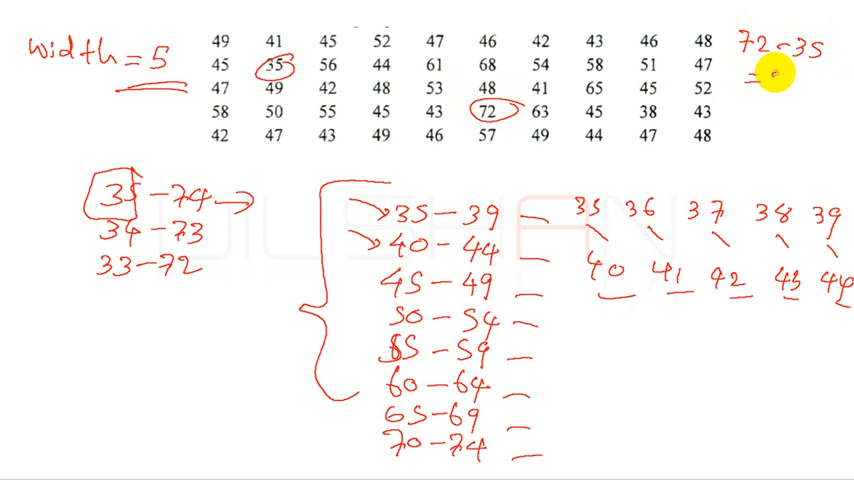 width = 5
49 41 45 52 47 46 42 43 46 48
45 35 56 44 61 68 54 58 51 47
47 49 42 48 53 48 41 65 45 52
58 50 55 45 43 72 63 45 38 43
42 47 43 49 46 57 49 44 47 48
72 - 35
=
35 - 74 →
34 - 73
33 - 72
35 - 39
40 - 44
45 - 49
50 - 54
55 - 59
60 - 64
65 - 69
70 - 74
35 36 37 38 39
40 41 42 43 44
DILSHAN